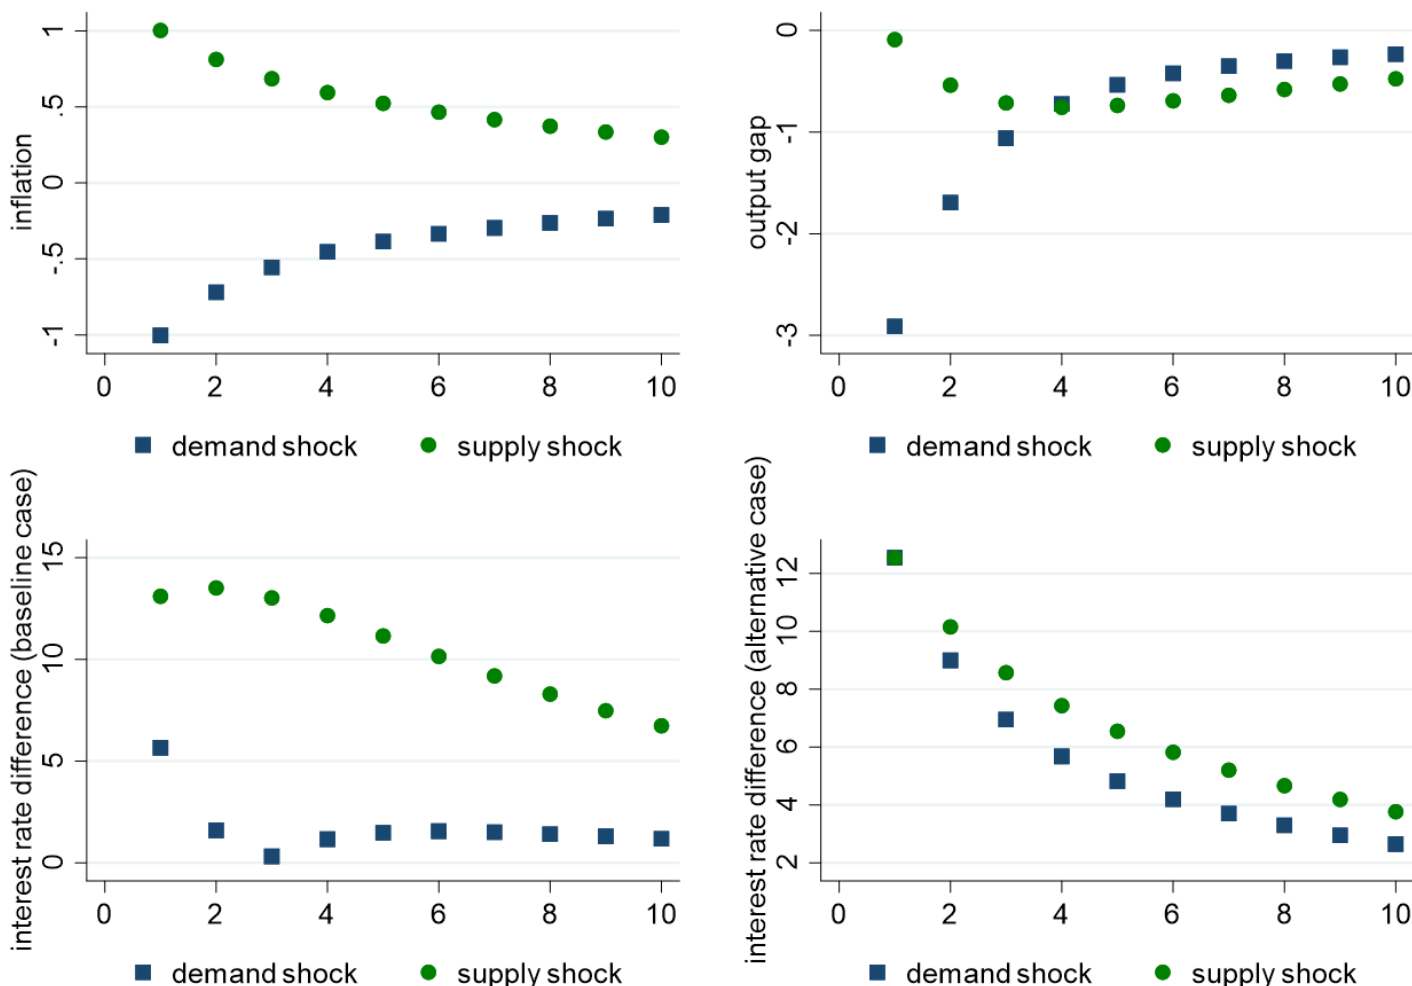 inflation
1
.5
0
-.5
-1
0 2 4 6 8 10
demand shock supply shock
output gap
0
-1
-2
-3
0 2 4 6 8 10
demand shock supply shock
interest rate difference (baseline case)
15
10
5
0
0 2 4 6 8 10
demand shock supply shock
interest rate difference (alternative case)
12
10
8
6
4
2
0 2 4 6 8 10
demand shock supply shock